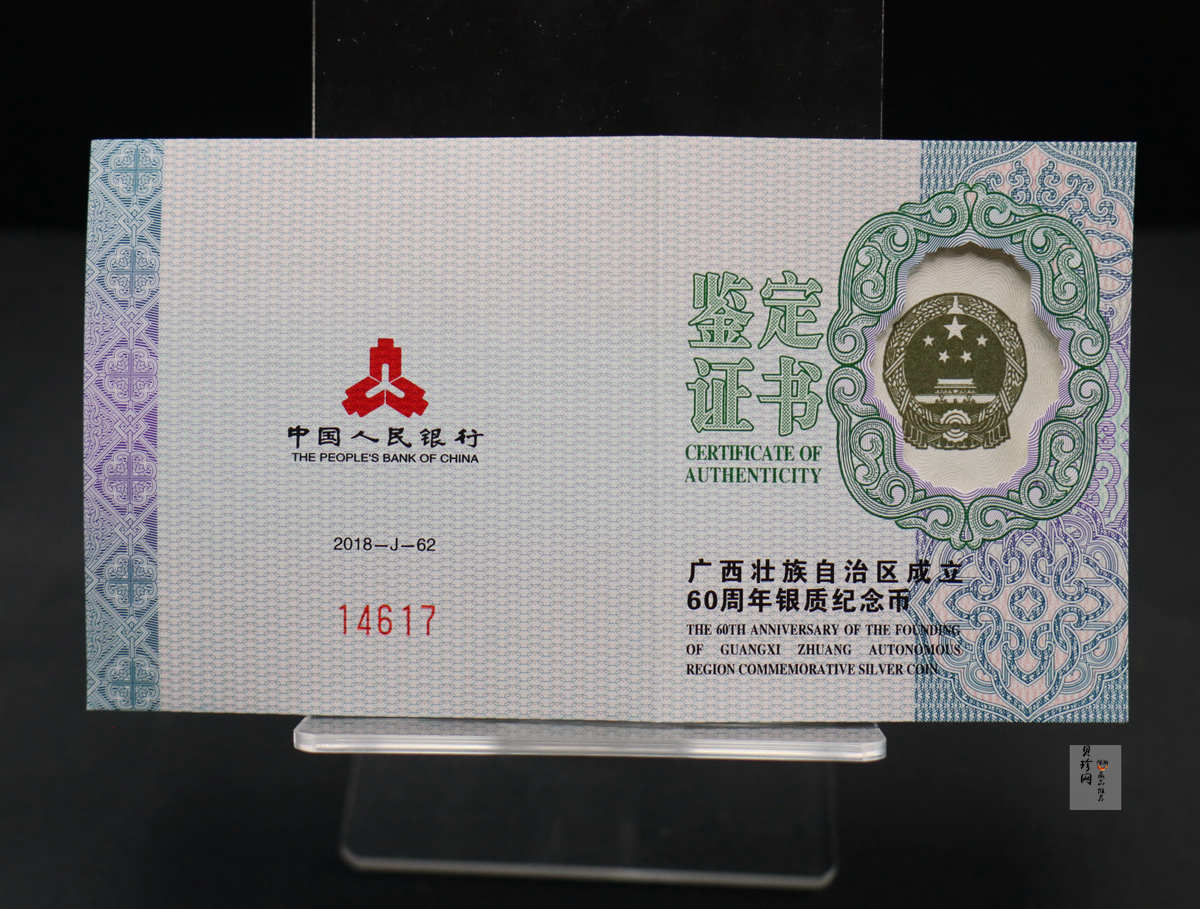 中国人民银行
THE PEOPLE'S BANK OF CHINA
2018—J—62
14617
鉴定
证书
CERTIFICATE OF
AUTHENTICITY
广西壮族自治区成立
60周年银质纪念币
THE 60TH ANNIVERSARY OF THE FOUNDING
OF GUANGXI ZHUANG AUTONOMOUS
REGION COMMEMORATIVE SILVER COIN
贝珍网